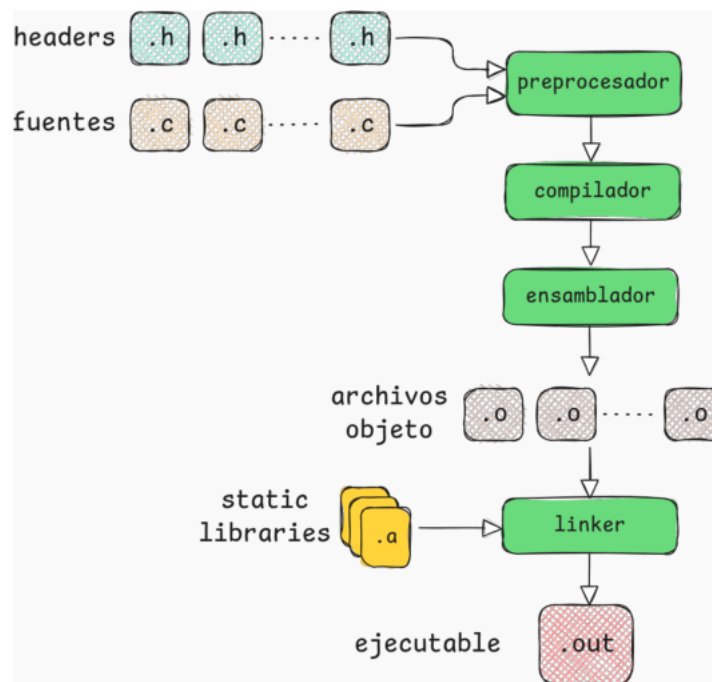 headers .h .h ..... .h
preprocesador
fuentes .c .c ..... .c
compilador
ensamblador
archivos
objeto .o .o ..... .o
static
libraries .a
linker
ejecutable .out